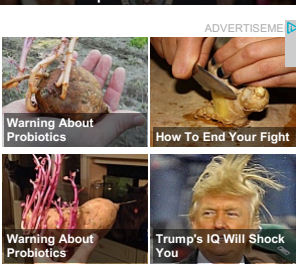 ADVERTISEME
Warning About
Probiotics
How To End Your Fight
Warning About
Probiotics
Trump's IQ Will Shock
You